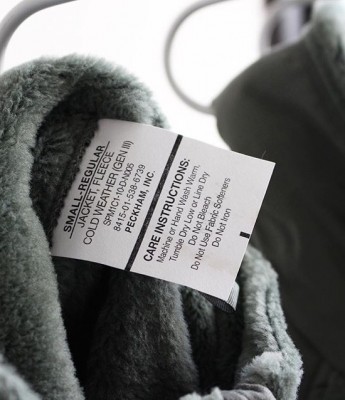 SMALL-REGULAR
JACKET, FLEECE
COLD WEATHER (GEN III)
SPM1C1-10-D-N005
8415-01-538-6739
PECKHAM, INC.
CARE INSTRUCTIONS:
Machine or Hand Wash Warm.
Tumble Dry Low or Line Dry
Do Not Bleach
Do Not Use Fabric Softeners
Do Not Iron